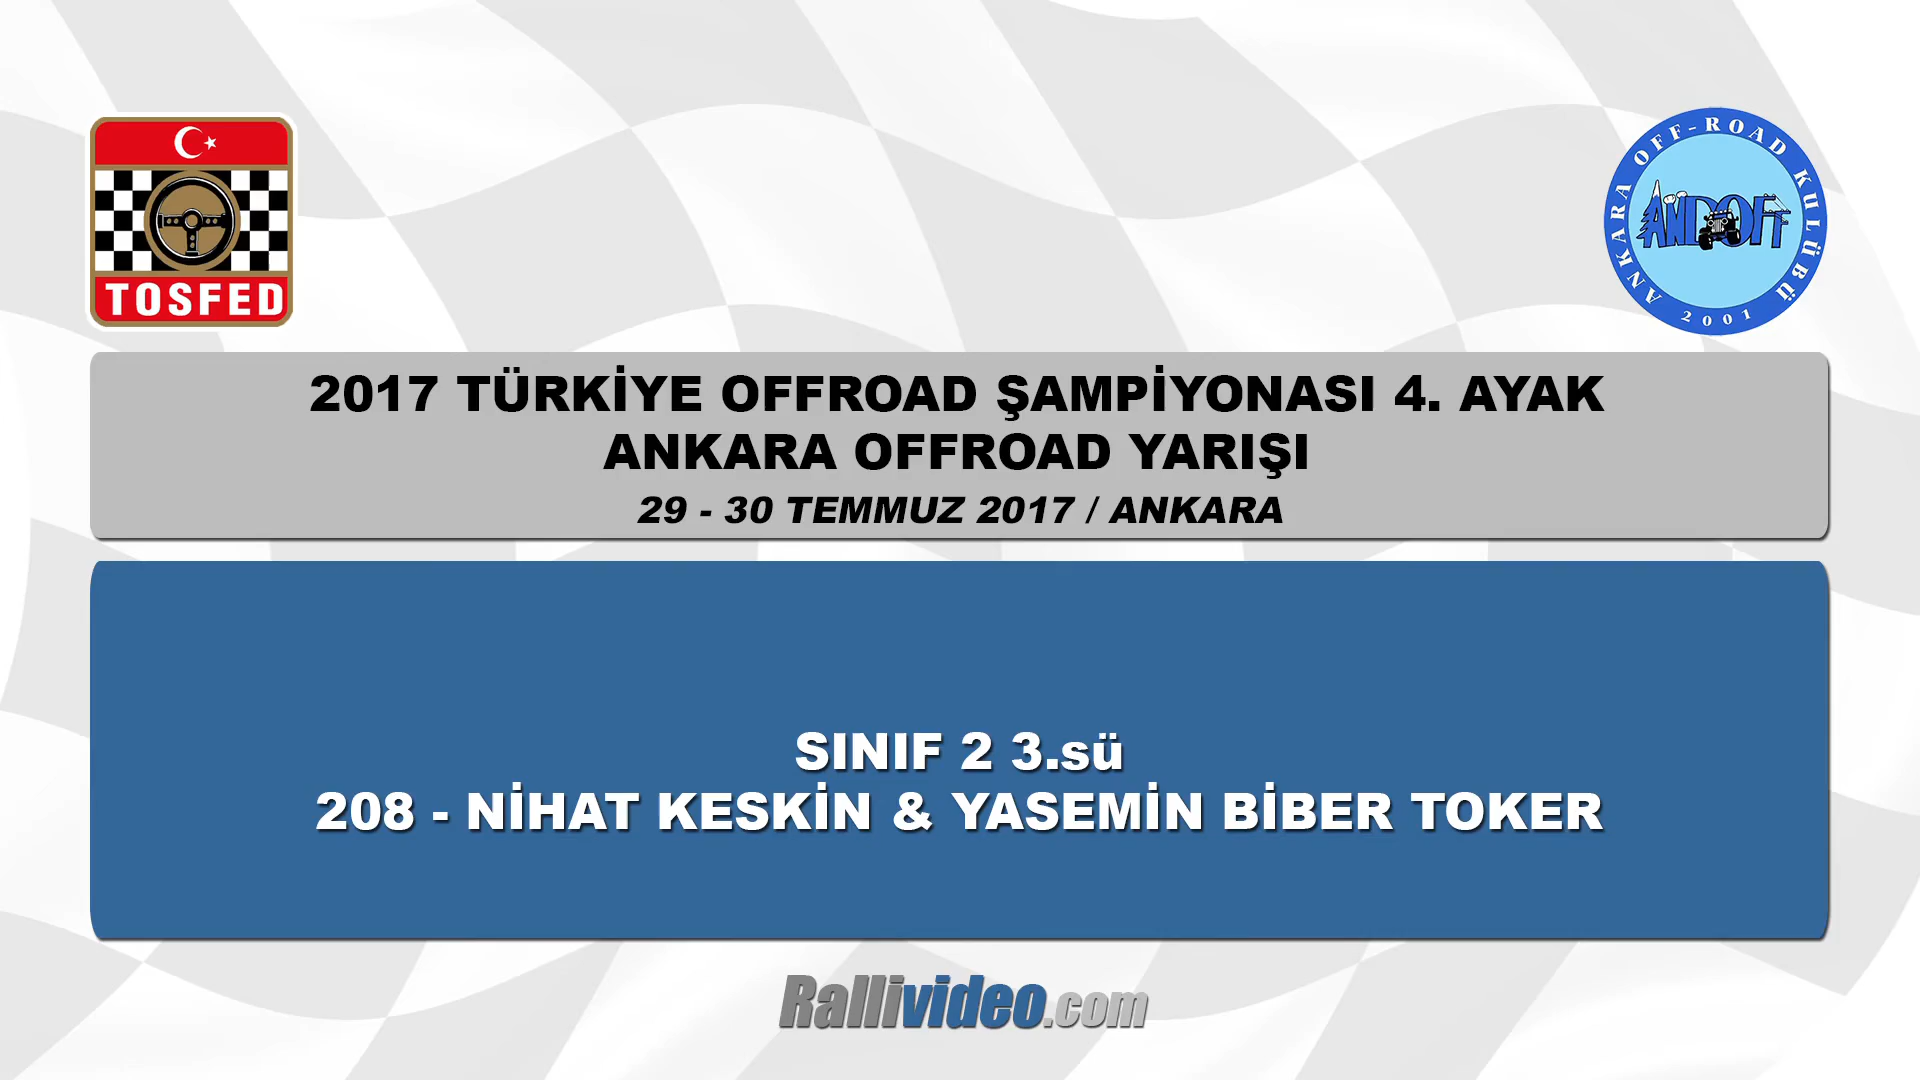 TOSFED
ANKARA OFF-ROAD KULÜBÜ
ANDOFF
2001
2017 TÜRKİYE OFFROAD ŞAMPİYONASI 4. AYAK
ANKARA OFFROAD YARIŞI
29 - 30 TEMMUZ 2017 / ANKARA
SINIF 2 3.sü
208 - NİHAT KESKİN & YASEMİN BİBER TOKER
Rallivideo.com